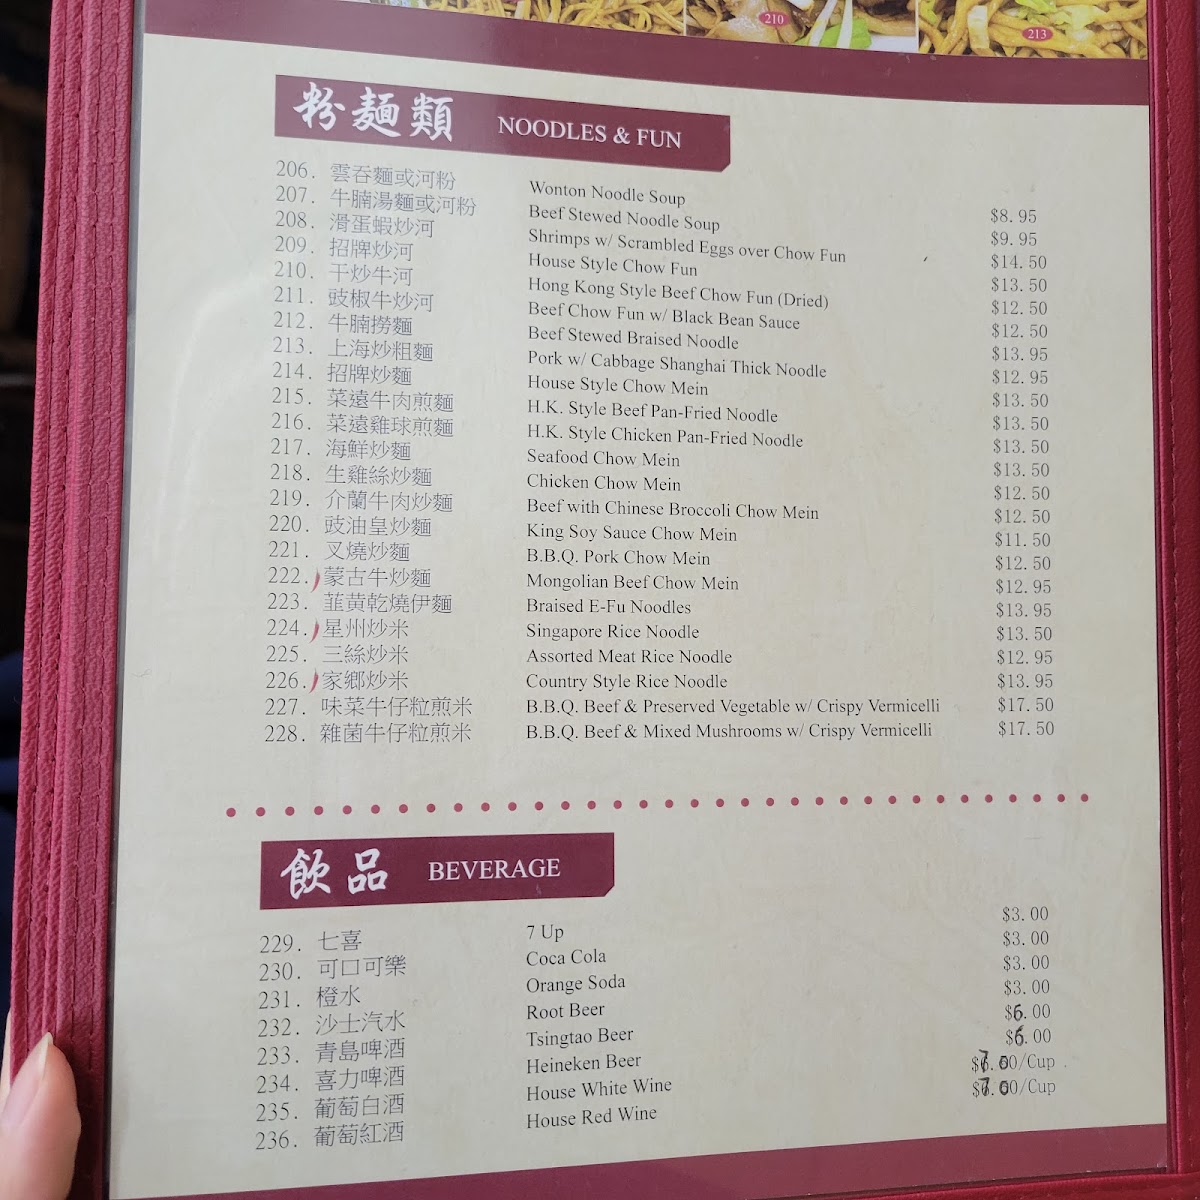 210
213
粉麵類 NOODLES & FUN
206. 雲吞麵或河粉 Wonton Noodle Soup $8.95
207. 牛腩湯麵或河粉 Beef Stewed Noodle Soup $9.95
208. 滑蛋蝦炒河 Shrimps w/ Scrambled Eggs over Chow Fun $14.50
209. 招牌炒河 House Style Chow Fun $13.50
210. 干炒牛河 Hong Kong Style Beef Chow Fun (Dried) $12.50
211. 豉椒牛炒河 Beef Chow Fun w/ Black Bean Sauce $12.50
212. 牛腩撈麵 Beef Stewed Braised Noodle $13.95
213. 上海炒粗麵 Pork w/ Cabbage Shanghai Thick Noodle $12.95
214. 招牌炒麵 House Style Chow Mein $13.50
215. 菜遠牛肉煎麵 H.K. Style Beef Pan-Fried Noodle $13.50
216. 菜遠雞球煎麵 H.K. Style Chicken Pan-Fried Noodle $13.50
217. 海鮮炒麵 Seafood Chow Mein $13.50
218. 生雞絲炒麵 Chicken Chow Mein $12.50
219. 介蘭牛肉炒麵 Beef with Chinese Broccoli Chow Mein $12.50
220. 豉油皇炒麵 King Soy Sauce Chow Mein $11.50
221. 叉燒炒麵 B.B.Q. Pork Chow Mein $12.50
222. 蒙古牛炒麵 Mongolian Beef Chow Mein $12.95
223. 韮黄乾燒伊麵 Braised E-Fu Noodles $13.95
224. 星州炒米 Singapore Rice Noodle $13.50
225. 三絲炒米 Assorted Meat Rice Noodle $12.95
226. 家鄉炒米 Country Style Rice Noodle $13.95
227. 味菜牛仔粒煎米 B.B.Q. Beef & Preserved Vegetable w/ Crispy Vermicelli $17.50
228. 雜菌牛仔粒煎米 B.B.Q. Beef & Mixed Mushrooms w/ Crispy Vermicelli $17.50
飲品 BEVERAGE
229. 七喜 7 Up $3.00
230. 可口可樂 Coca Cola $3.00
231. 橙水 Orange Soda $3.00
232. 沙士汽水 Root Beer $3.00
233. 青島啤酒 Tsingtao Beer $6.00
234. 喜力啤酒 Heineken Beer $6.00
235. 葡萄白酒 House White Wine $7.00/Cup
236. 葡萄紅酒 House Red Wine $7.00/Cup